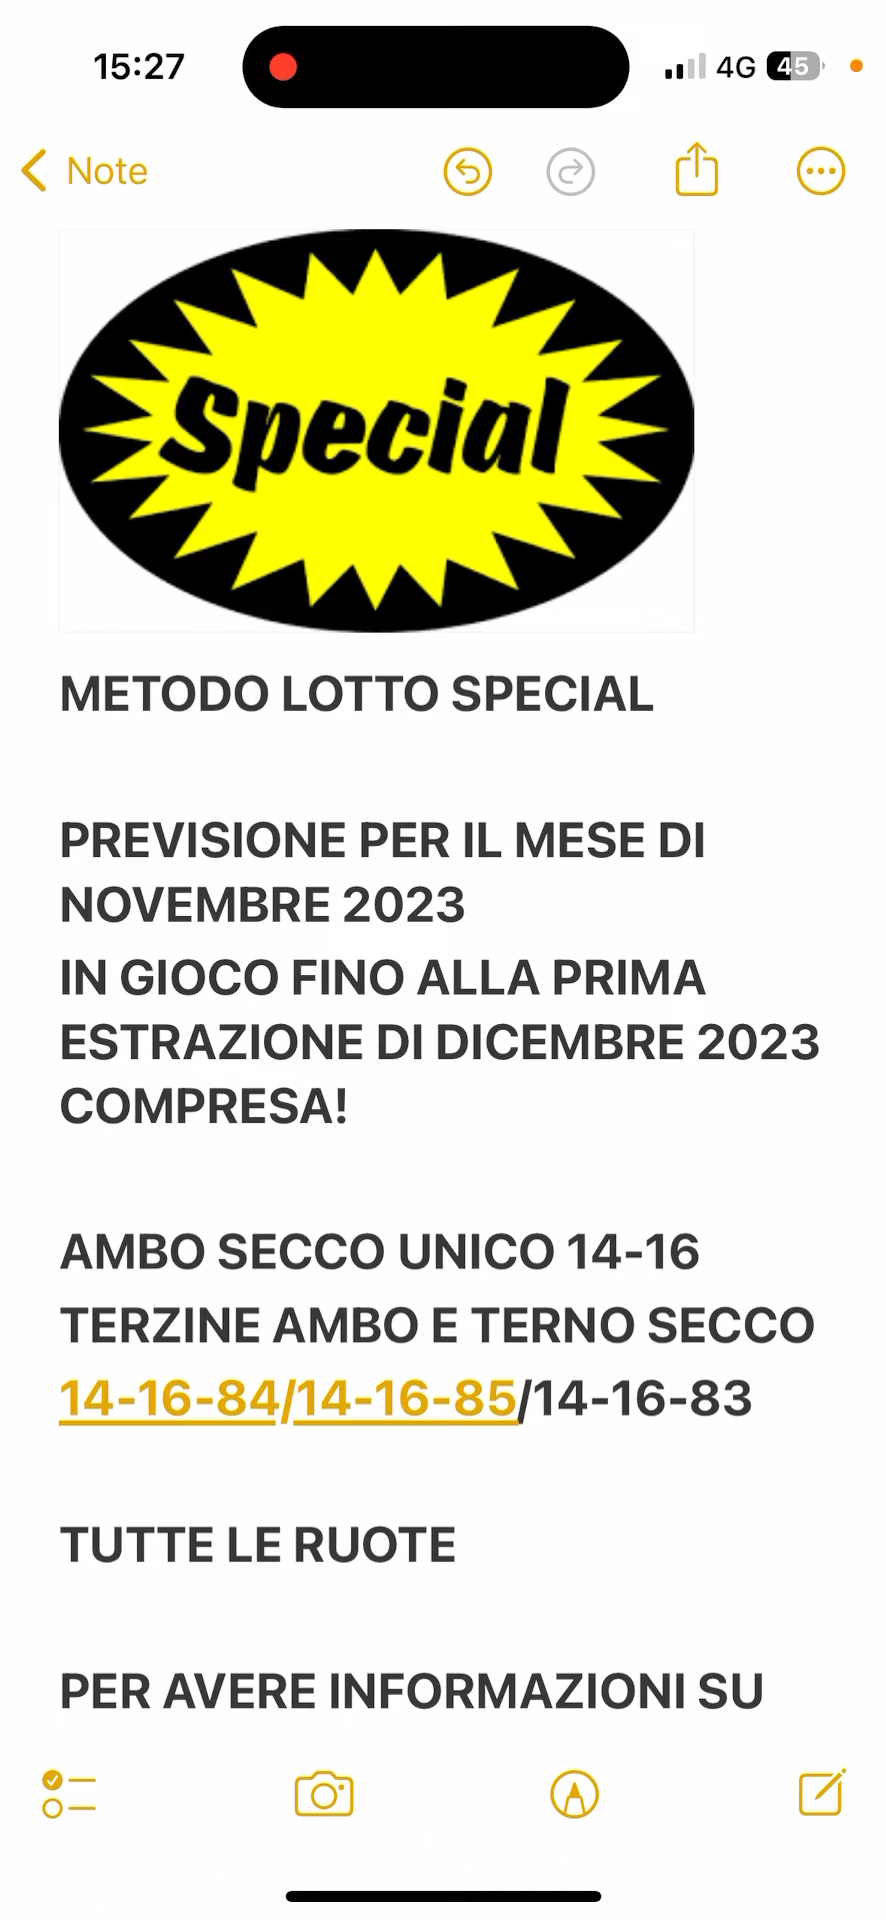 15:27
4G
45
Note
Special
METODO LOTTO SPECIAL
PREVISIONE PER IL MESE DI
NOVEMBRE 2023
IN GIOCO FINO ALLA PRIMA
ESTRAZIONE DI DICEMBRE 2023
COMPRESA!
AMBO SECCO UNICO 14-16
TERZINE AMBO E TERNO SECCO
14-16-84/14-16-85/14-16-83
TUTTE LE RUOTE
PER AVERE INFORMAZIONI SU